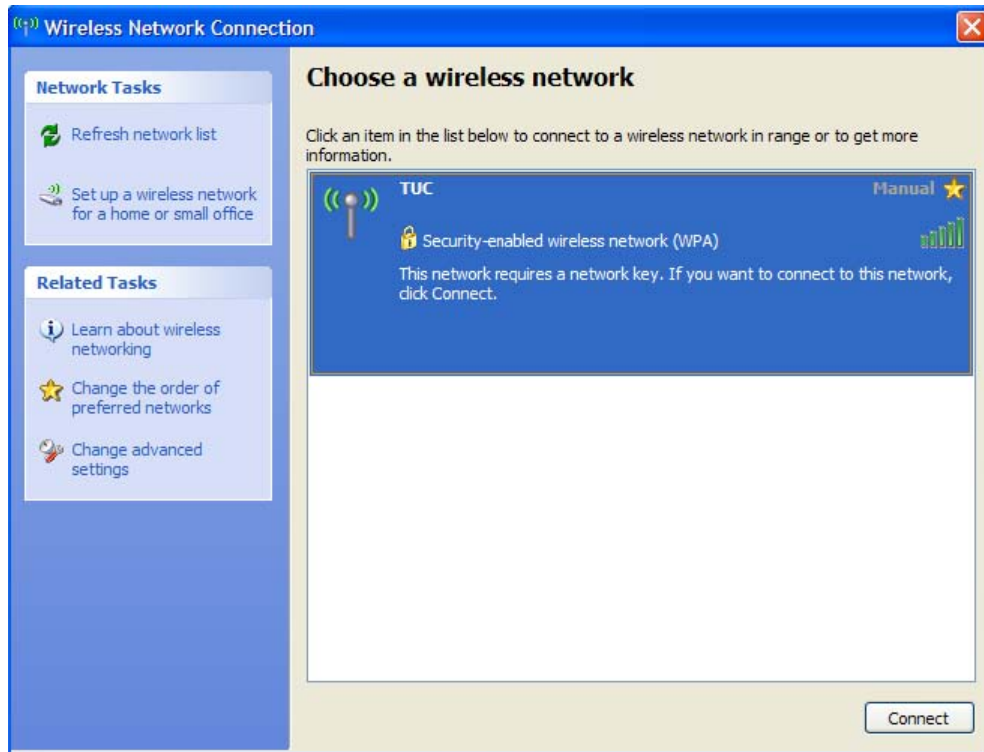 Wireless Network Connection
Network Tasks
Refresh network list
Set up a wireless network
for a home or small office
Related Tasks
Learn about wireless
networking
Change the order of
preferred networks
Change advanced
settings
Choose a wireless network
Click an item in the list below to connect to a wireless network in range or to get more
information.
TUC
Manual
Security-enabled wireless network (WPA)
This network requires a network key. If you want to connect to this network,
click Connect.
Connect